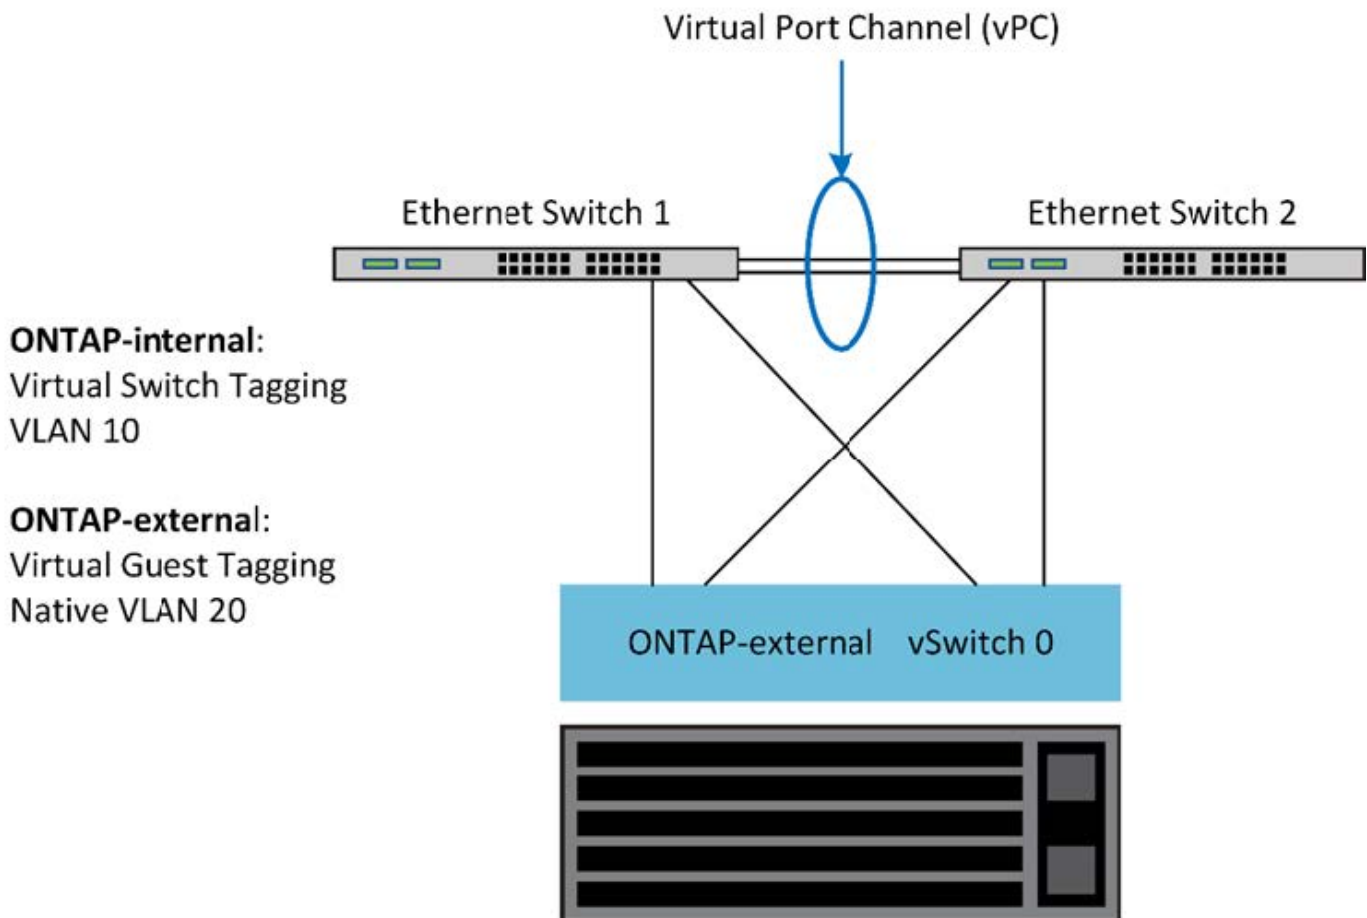 Virtual Port Channel (vPC)
Ethernet Switch 1
Ethernet Switch 2
ONTAP-internal:
Virtual Switch Tagging
VLAN 10
ONTAP-external:
Virtual Guest Tagging
Native VLAN 20
ONTAP-external vSwitch 0